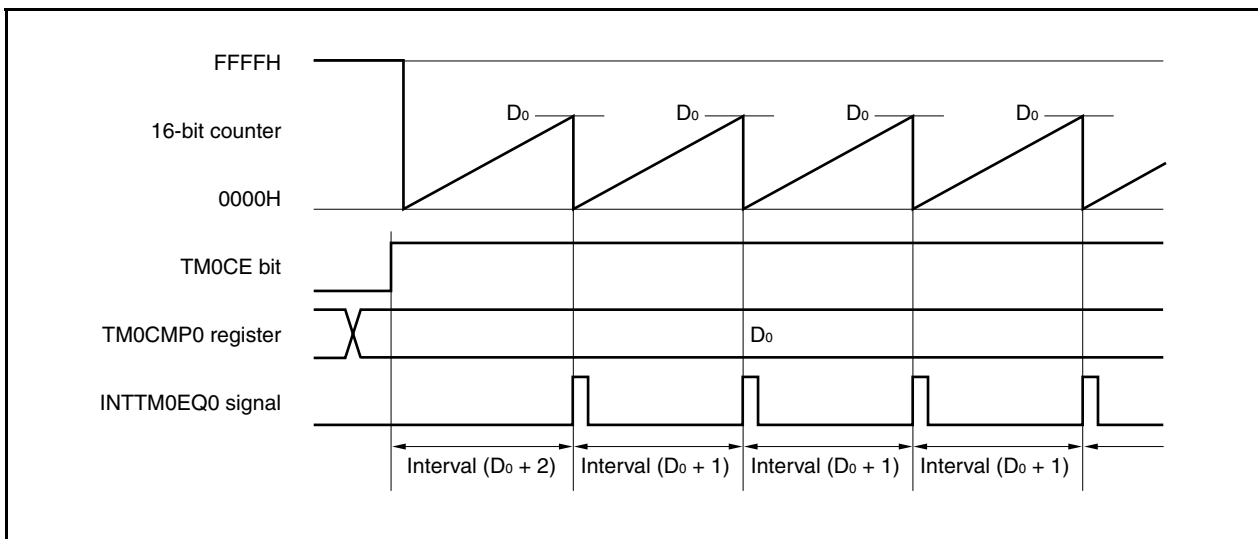 FFFFH
D0 D0 D0 D0
16-bit counter
0000H
TM0CE bit
TM0CMP0 register D0
INTTM0EQ0 signal
Interval (D0 + 2) Interval (D0 + 1) Interval (D0 + 1) Interval (D0 + 1)